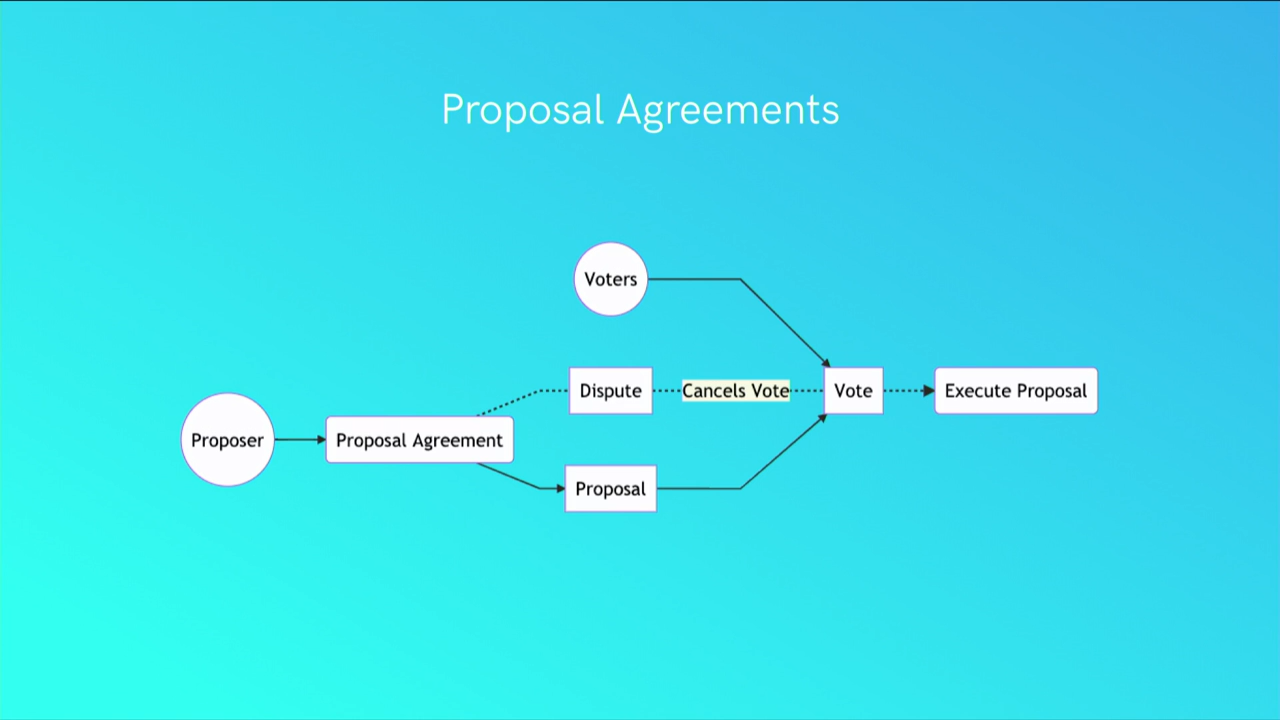 Proposal Agreements
Voters
Dispute
Cancels Vote
Vote
Execute Proposal
Proposer
Proposal Agreement
Proposal